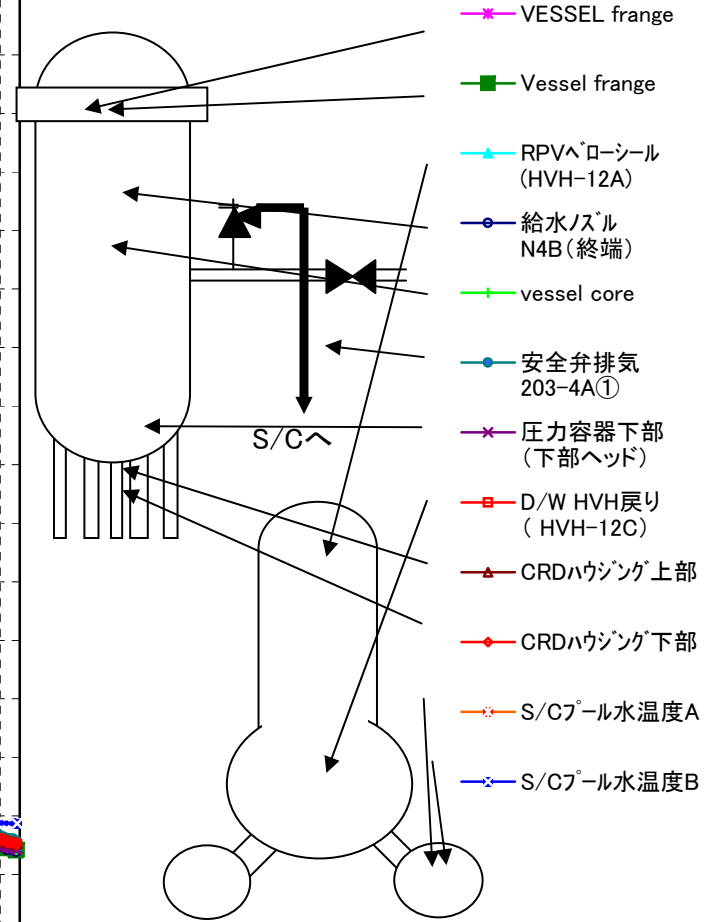 VESSEL frange
Vessel frange
RPVベローシール
(HVH-12A)
給水ノズル
N4B(終端)
vessel core
安全弁排気
203-4A①
圧力容器下部
(下部ヘッド)
D/W HVH戻り
( HVH-12C)
CRDハウジング上部
CRDハウジング下部
S/Cプール水温度A
S/Cプール水温度B
S/Cへ